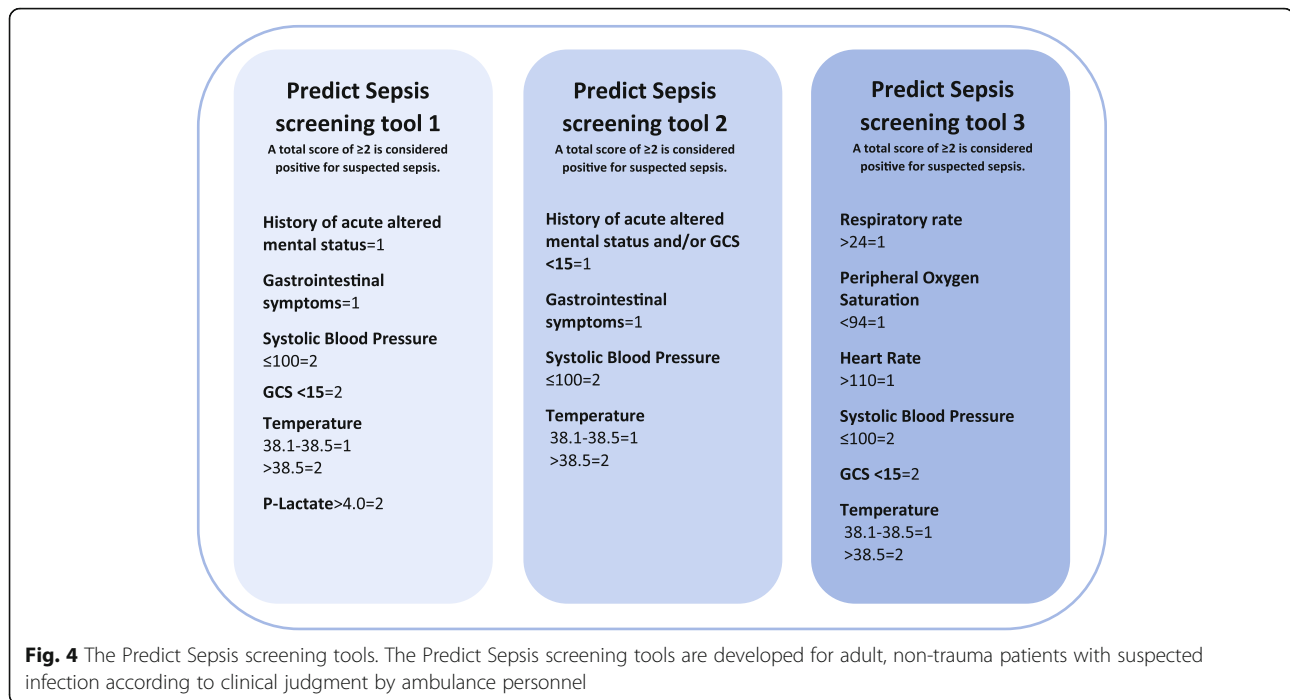 Predict Sepsis
screening tool 1
A total score of ≥2 is considered
positive for suspected sepsis.
History of acute altered
mental status=1
Gastrointestinal
symptoms=1
Systolic Blood Pressure
≤100=2
GCS <15=2
Temperature
38.1-38.5=1
>38.5=2
P-Lactate>4.0=2
Predict Sepsis
screening tool 2
A total score of ≥2 is considered
positive for suspected sepsis.
History of acute altered
mental status and/or GCS
<15=1
Gastrointestinal
symptoms=1
Systolic Blood Pressure
≤100=2
Temperature
38.1-38.5=1
>38.5=2
Predict Sepsis
screening tool 3
A total score of ≥2 is considered
positive for suspected sepsis.
Respiratory rate
>24=1
Peripheral Oxygen
Saturation
<94=1
Heart Rate
>110=1
Systolic Blood Pressure
≤100=2
GCS <15=2
Temperature
38.1-38.5=1
>38.5=2
Fig. 4 The Predict Sepsis screening tools. The Predict Sepsis screening tools are developed for adult, non-trauma patients with suspected
infection according to clinical judgment by ambulance personnel